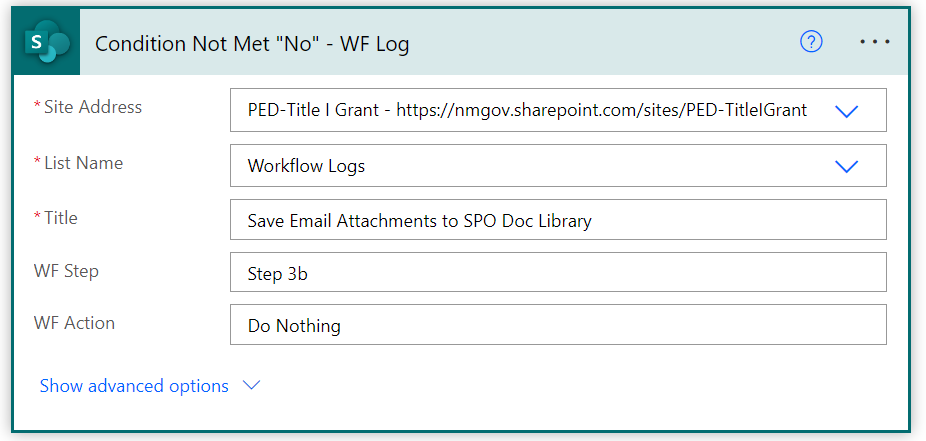 S
Condition Not Met "No" - WF Log
?
* Site Address
PED-Title I Grant - https://nmgov.sharepoint.com/sites/PED-TitleIGrant
* List Name
Workflow Logs
* Title
Save Email Attachments to SPO Doc Library
WF Step
Step 3b
WF Action
Do Nothing
Show advanced options